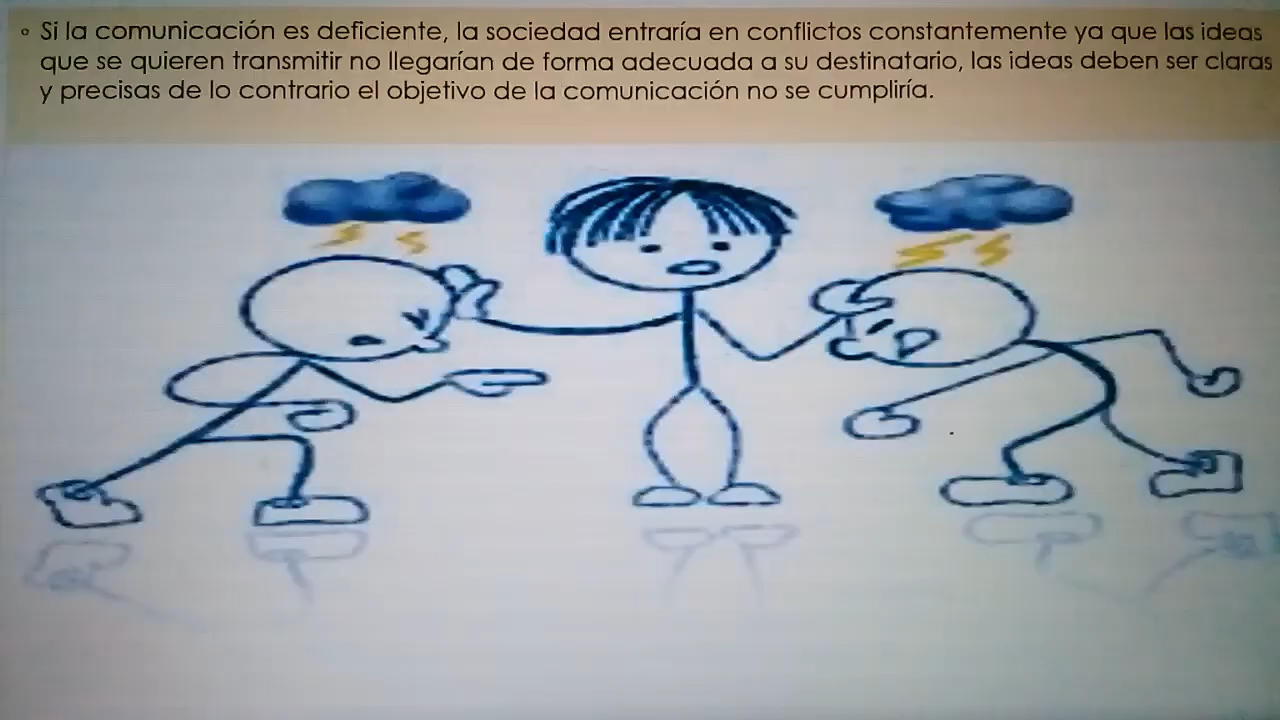 Si la comunicación es deficiente, la sociedad entraría en conflictos constantemente ya que las ideas
que se quieren transmitir no llegarían de forma adecuada a su destinatario, las ideas deben ser claras
y precisas de lo contrario el objetivo de la comunicación no se cumpliría.